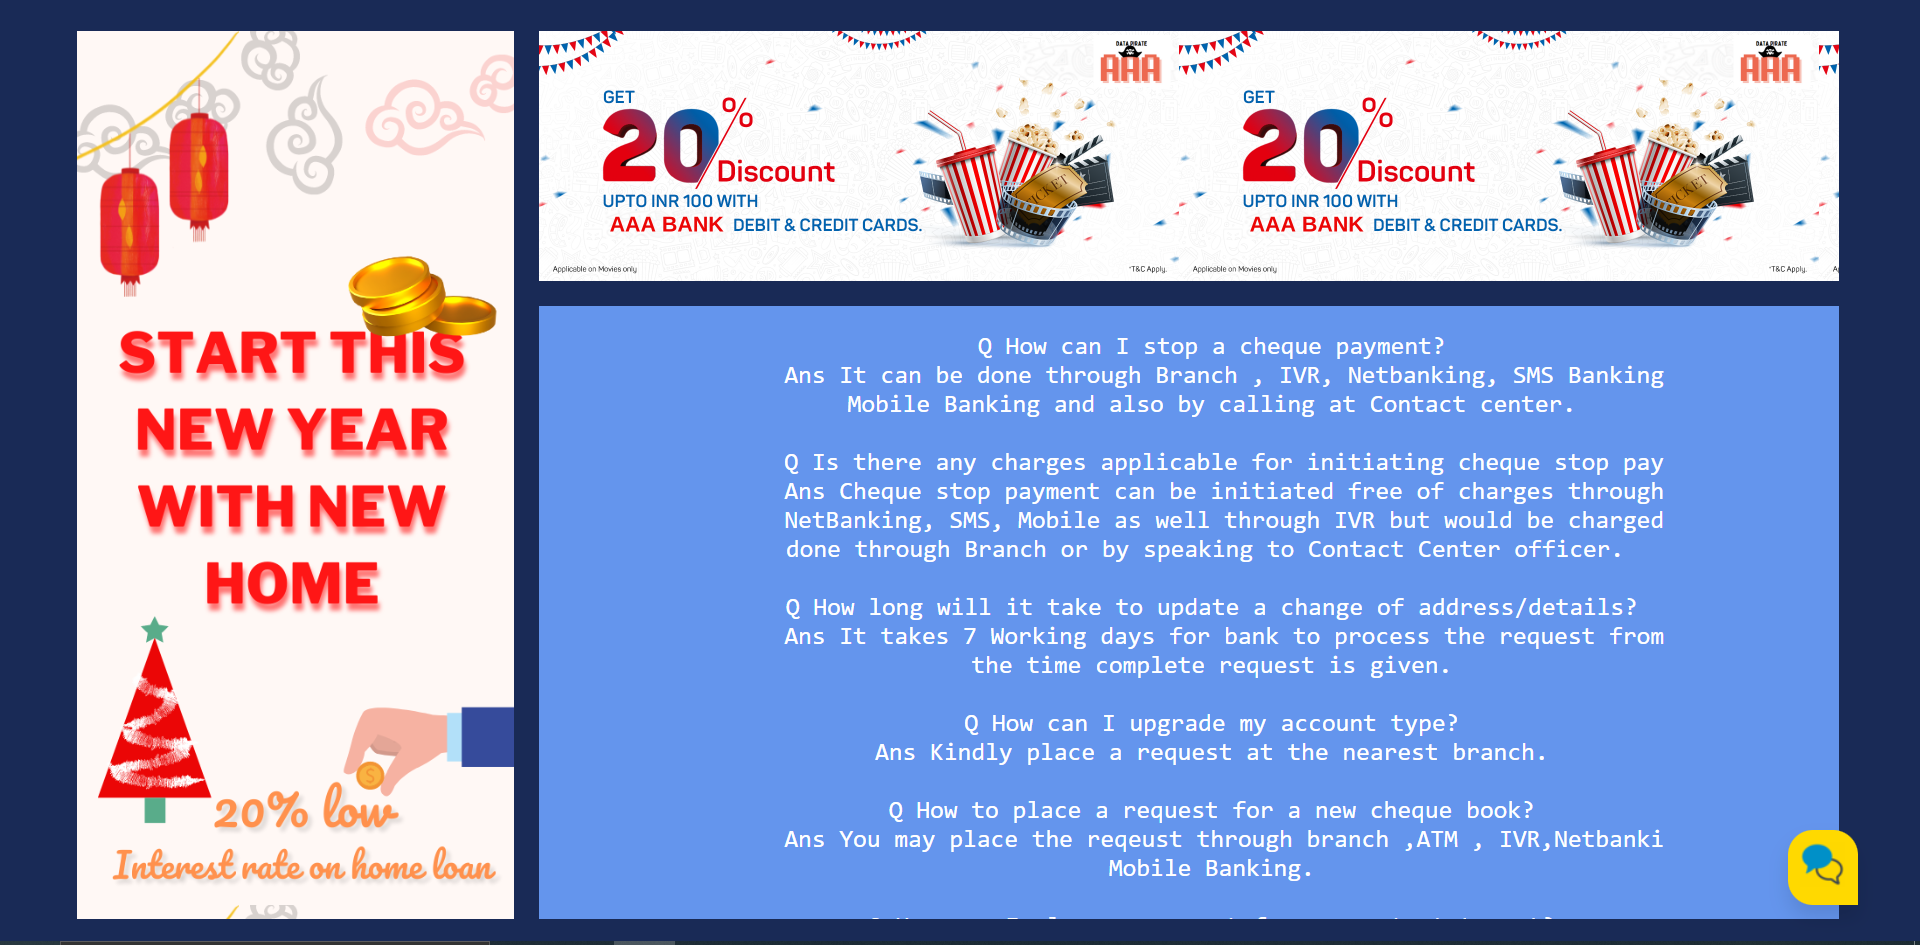 START THIS
NEW YEAR
WITH NEW
HOME
20% low
Interest rate on home loan
DATA PIRATE
AAA
GET
20%
Discount
UPTO INR 100 WITH
AAA BANK DEBIT & CREDIT CARDS.
TICKET
Applicable on Movies only
*T&C Apply.
DATA PIRATE
AAA
GET
20%
Discount
UPTO INR 100 WITH
AAA BANK DEBIT & CREDIT CARDS.
TICKET
Applicable on Movies only
*T&C Apply.
Q How can I stop a cheque payment?
Ans It can be done through Branch , IVR, Netbanking, SMS Banking
Mobile Banking and also by calling at Contact center.
Q Is there any charges applicable for initiating cheque stop pay
Ans Cheque stop payment can be initiated free of charges through
NetBanking, SMS, Mobile as well through IVR but would be charged
done through Branch or by speaking to Contact Center officer.
Q How long will it take to update a change of address/details?
Ans It takes 7 Working days for bank to process the request from
the time complete request is given.
Q How can I upgrade my account type?
Ans Kindly place a request at the nearest branch.
Q How to place a request for a new cheque book?
Ans You may place the reqeust through branch ,ATM , IVR,Netbanki
Mobile Banking.